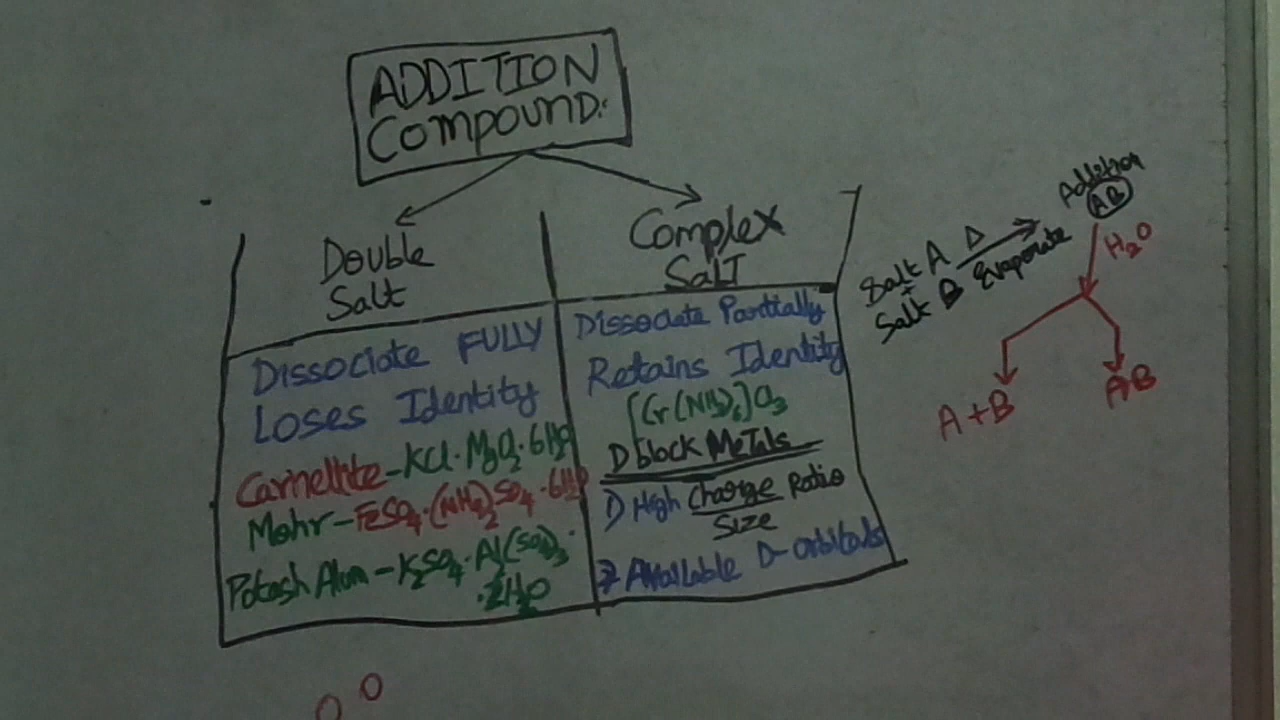 ADDITION
COMPOUND.
Double
Salt
Complex
Salt
Dissociate FULLY
Loses Identity
Carnellite - KCl·MgCl₂·6H₂O
Mohr - FeSO₄·(NH₄)₂SO₄·6H₂O
Potash Alum - K₂SO₄·Al₂(SO₄)₃·
Dissociate Partially
Retains Identity
[Cr(NH₃)₆]Cl₃
D block Metals
1) High Charge Ratio
Size
2) Available D-orbitals
Salt A
+
Salt B
Δ
Evaporate
Addition
AB
H₂O
A+B
AB